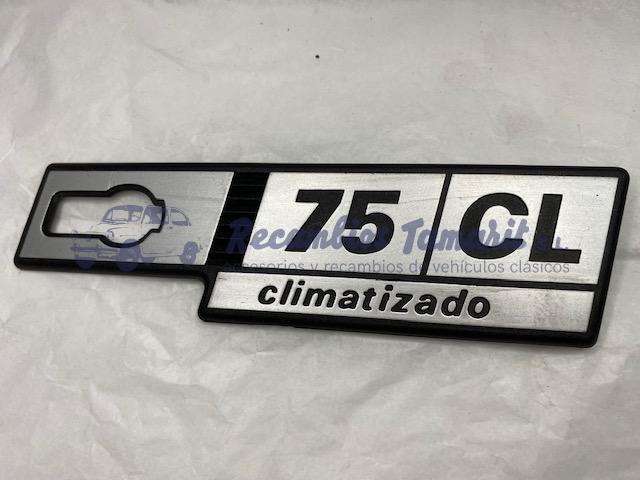 75 CL
Recambios Tamarit s.l.
accesorios y recambios de vehículos clásicos
climatizado